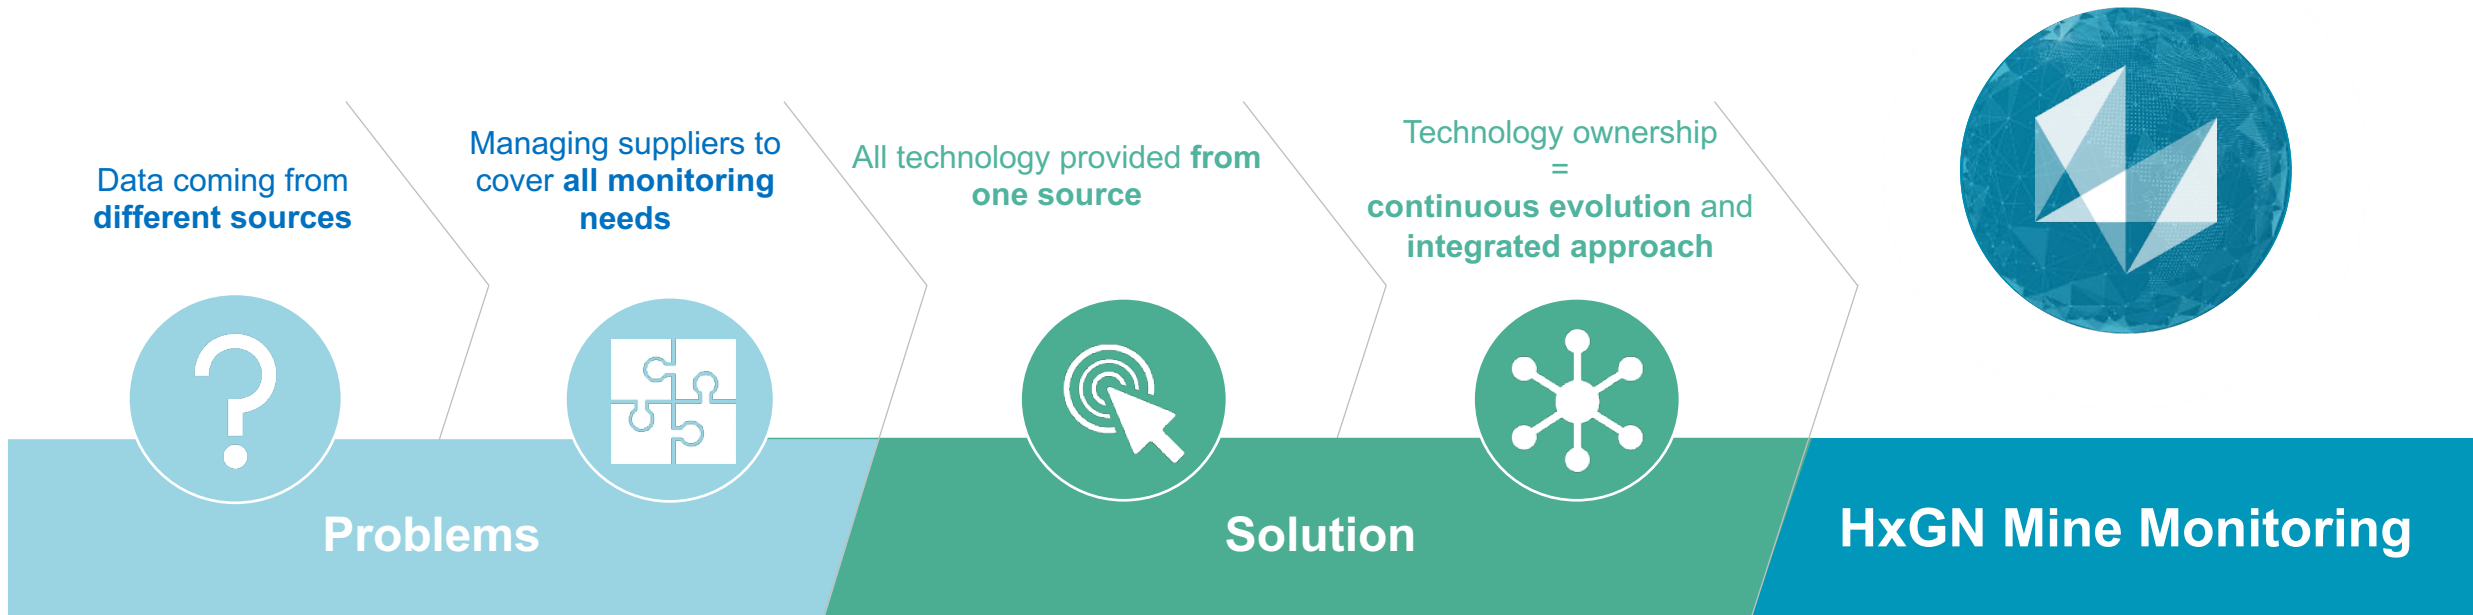 Data coming from
different sources
Managing suppliers to
cover all monitoring
needs
All technology provided from
one source
Technology ownership
=
continuous evolution and
integrated approach
Problems
Solution
HxGN Mine Monitoring